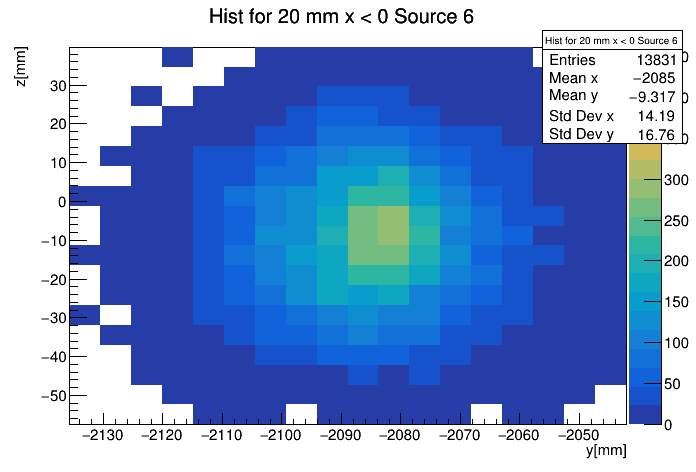 Hist for 20 mm x < 0 Source 6
z[mm]
Hist for 20 mm x < 0 Source 6
Entries 13831
Mean x −2085
Mean y −9.317
Std Dev x 14.19
Std Dev y 16.76
30
20
10
0
−10
−20
−30
−40
−50
300
250
200
150
100
50
0
−2130 −2120 −2110 −2100 −2090 −2080 −2070 −2060 −2050
y[mm]